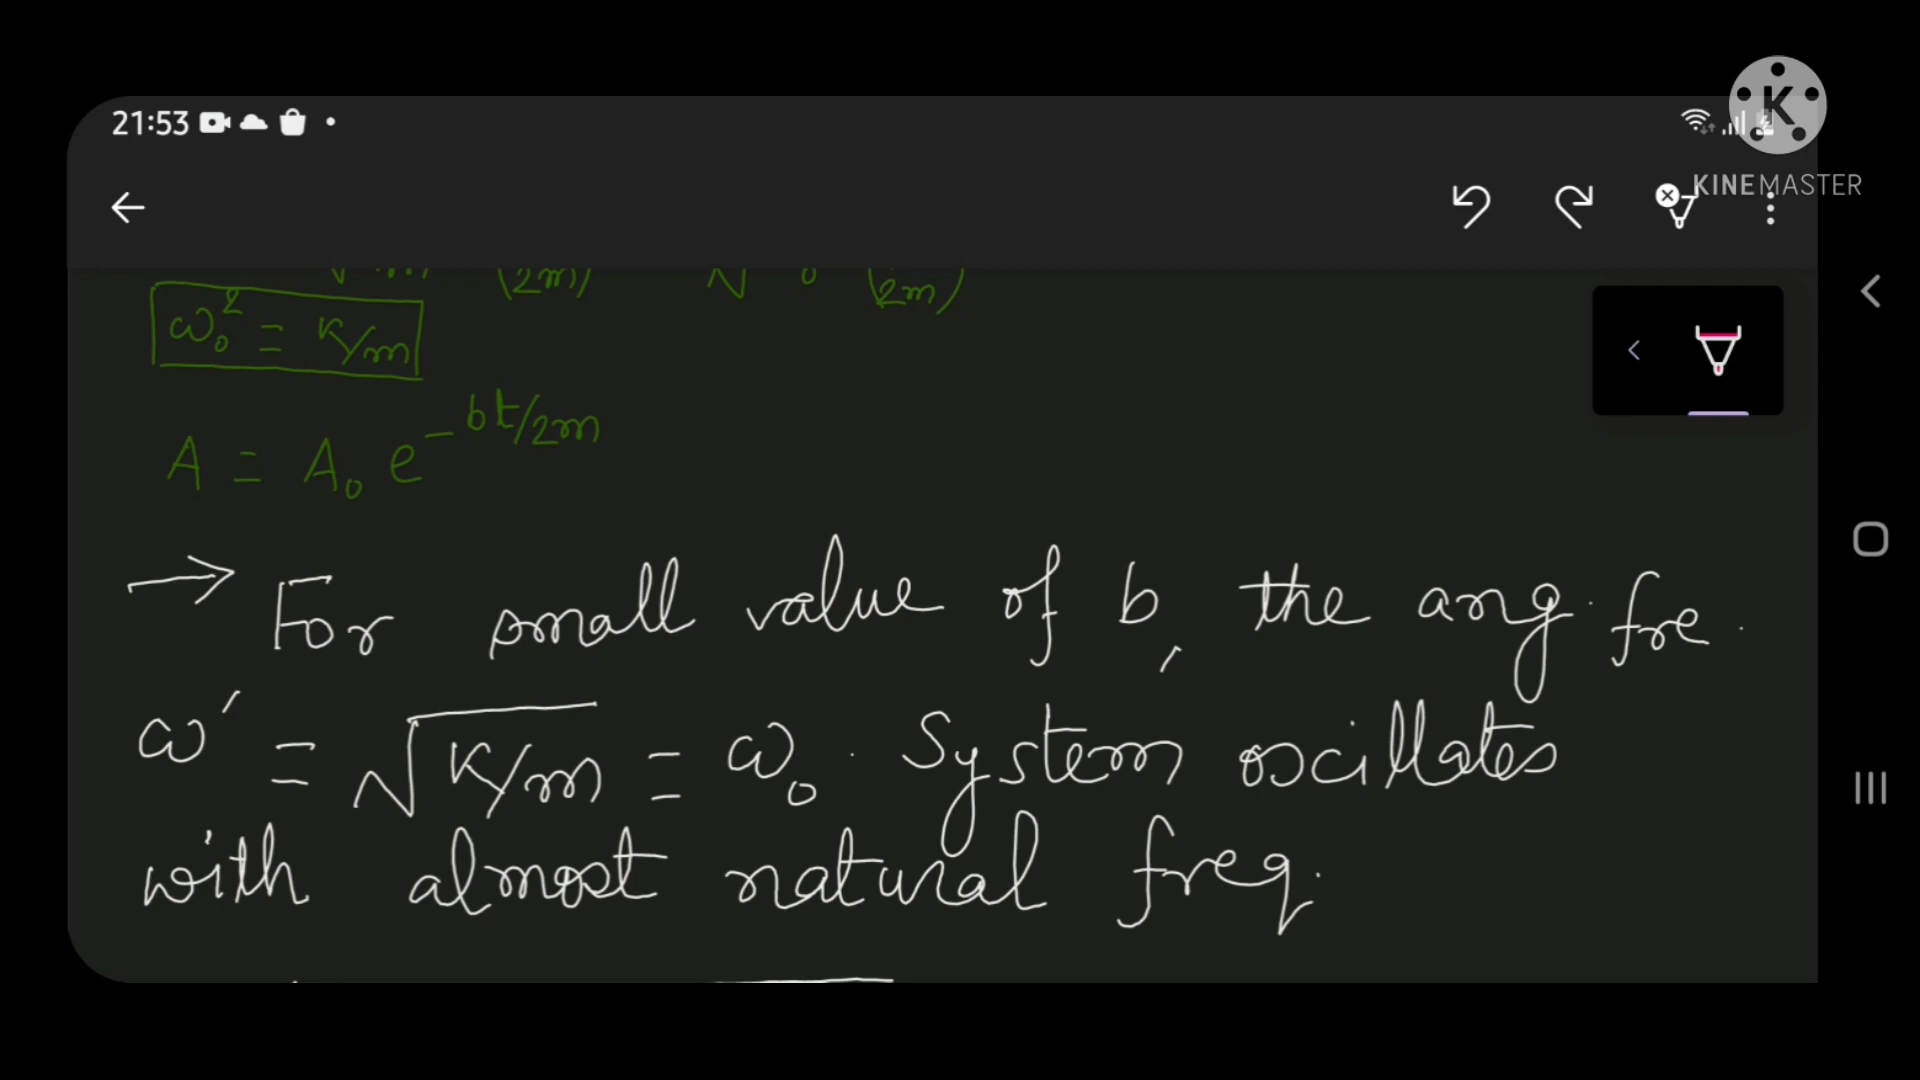 21:53
KINEMASTER
ω₀² = K/m
A = A₀ e^(-bt/2m)
→ For small value of b, the ang. fre.
ω' = √K/m = ω₀. System oscillates
with almost natural freq.